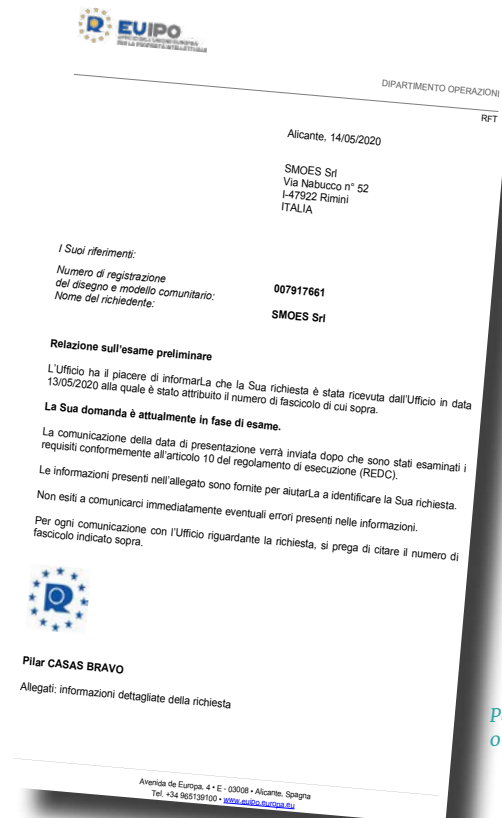 EUIPO
UFFICIO DELL'UNIONE EUROPEA
PER LA PROPRIETÀ INTELLETTUALE
DIPARTIMENTO OPERAZIONI
RFT
Alicante, 14/05/2020
SMOES Srl
Via Nabucco n° 52
I-47922 Rimini
ITALIA
I Suoi riferimenti:
Numero di registrazione
del disegno e modello comunitario: 007917661
Nome del richiedente: SMOES Srl
Relazione sull'esame preliminare
L'Ufficio ha il piacere di informarLa che la Sua richiesta è stata ricevuta dall'Ufficio in data
13/05/2020 alla quale è stato attribuito il numero di fascicolo di cui sopra.
La Sua domanda è attualmente in fase di esame.
La comunicazione della data di presentazione verrà inviata dopo che sono stati esaminati i
requisiti conformemente all'articolo 10 del regolamento di esecuzione (REDC).
Le informazioni presenti nell'allegato sono fornite per aiutarLa a identificare la Sua richiesta.
Non esiti a comunicarci immediatamente eventuali errori presenti nelle informazioni.
Per ogni comunicazione con l'Ufficio riguardante la richiesta, si prega di citare il numero di
fascicolo indicato sopra.
R
Pilar CASAS BRAVO
Allegati: informazioni dettagliate della richiesta
Avenida de Europa, 4 • E - 03008 • Alicante, Spagna
Tel. +34 965139100 • www.euipo.europa.eu